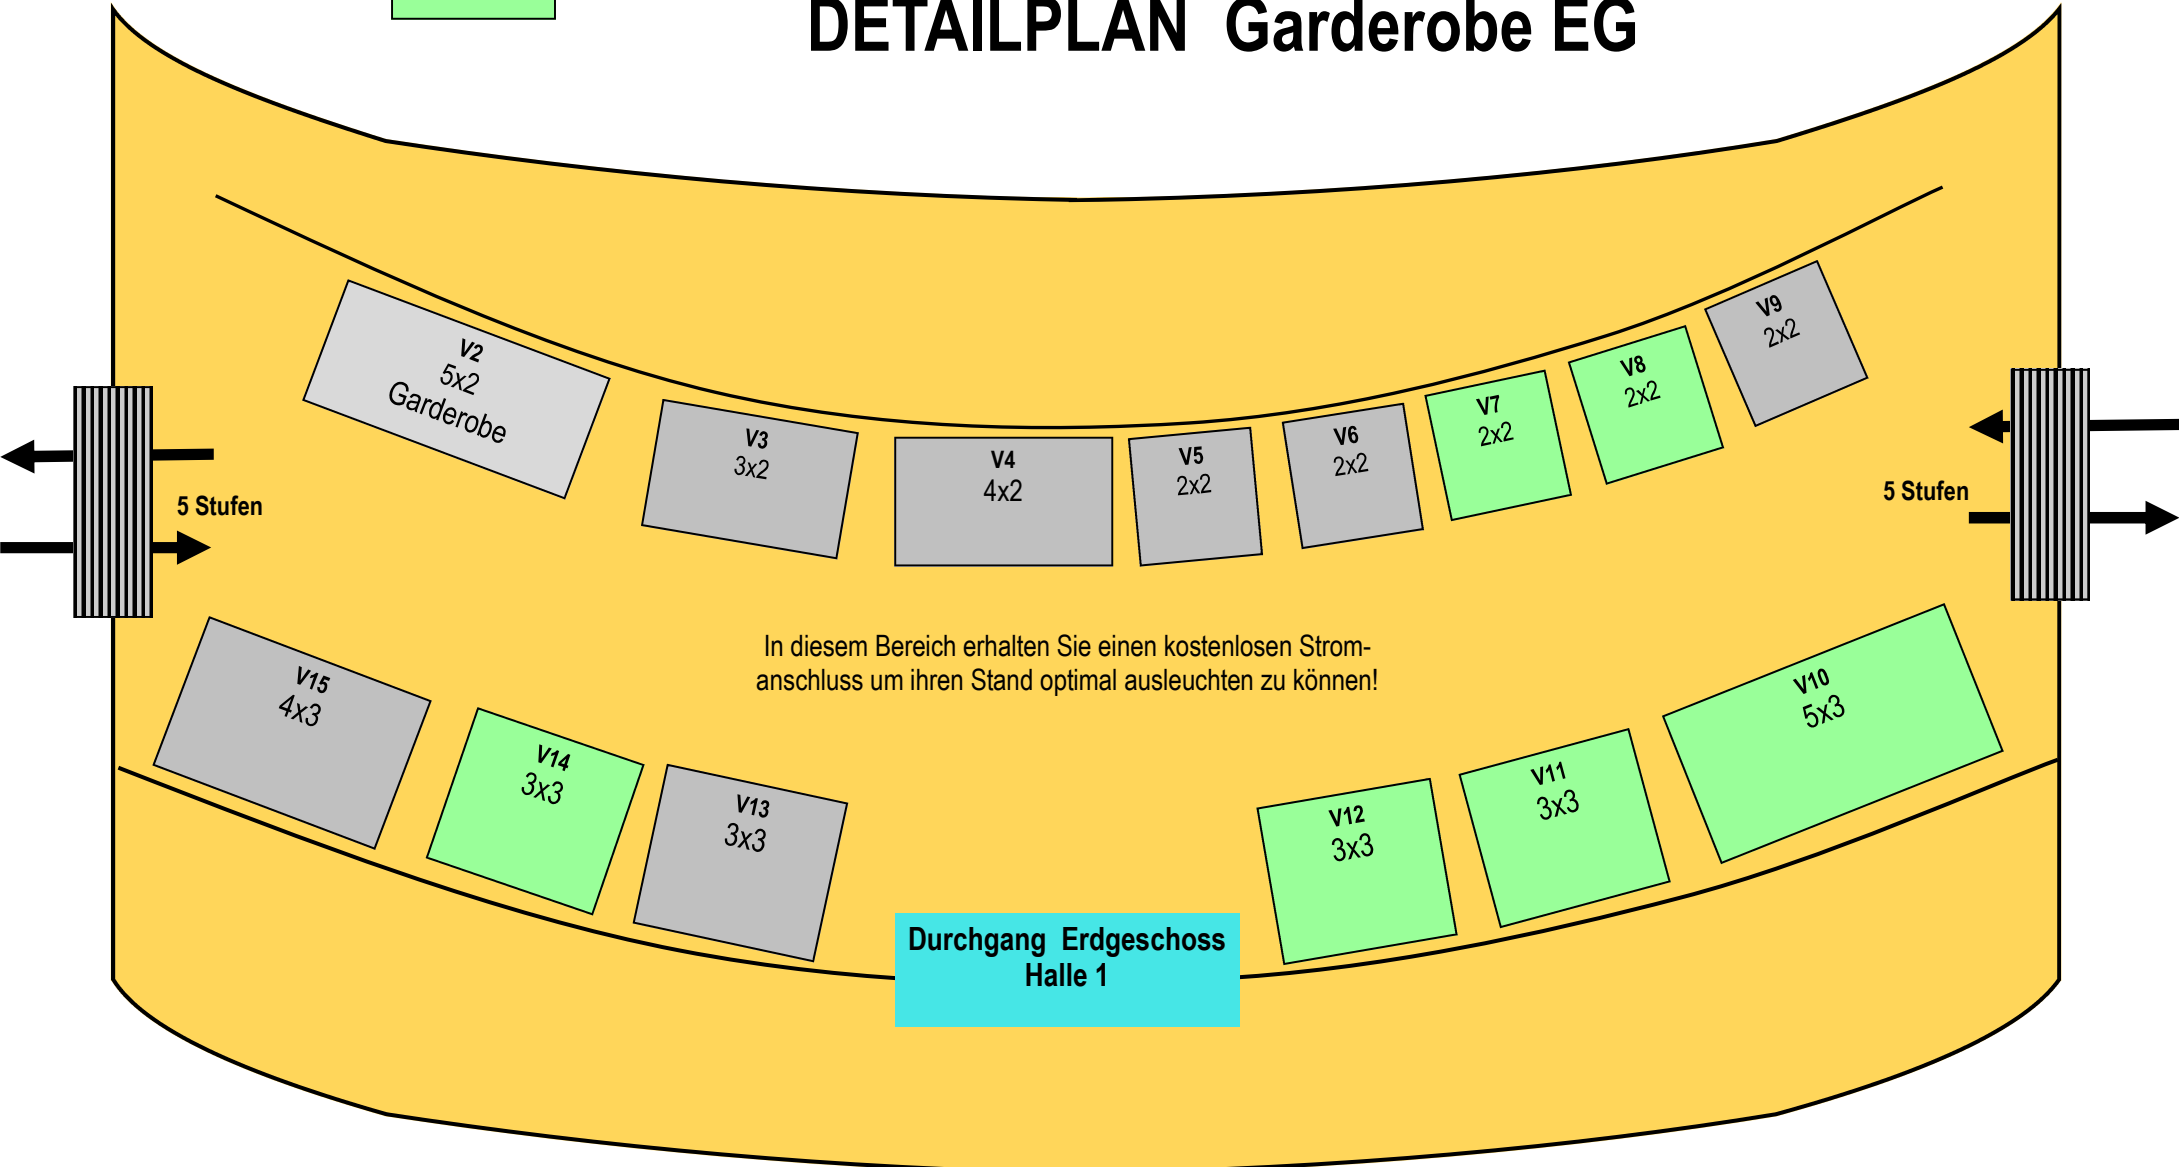 DETAILPLAN  Garderobe EG
V2
5x2
Garderobe
V3
3x2
V4
4x2
V5
2x2
V6
2x2
V7
2x2
V8
2x2
V9
2x2
5 Stufen
5 Stufen
In diesem Bereich erhalten Sie einen kostenlosen Strom-
anschluss um ihren Stand optimal ausleuchten zu können!
V15
4x3
V14
3x3
V13
3x3
V12
3x3
V11
3x3
V10
5x3
Durchgang  Erdgeschoss
Halle 1